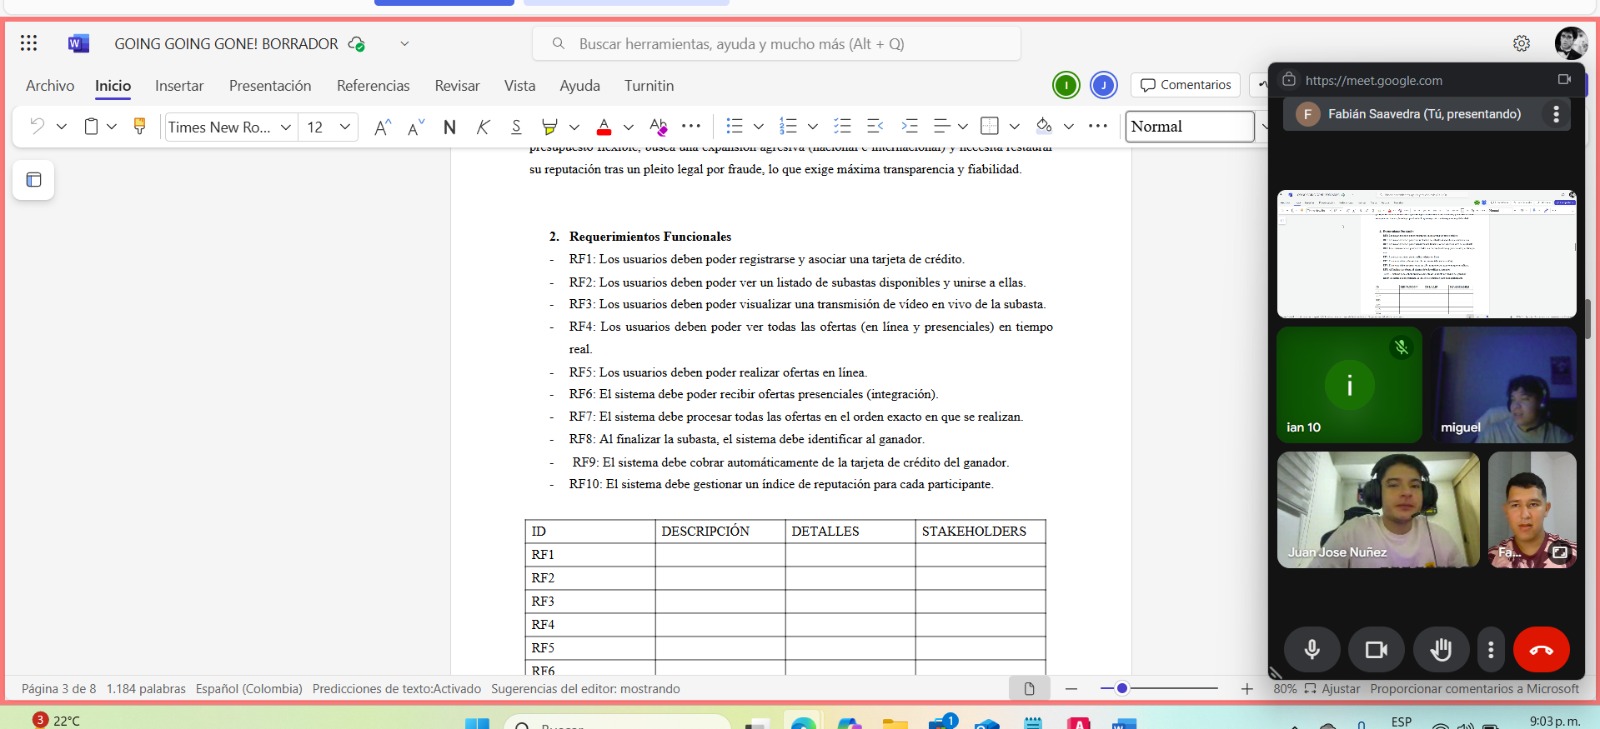 GOING GOING GONE! BORRADOR
Buscar herramientas, ayuda y mucho más (Alt + Q)
Archivo Inicio Insertar Presentación Referencias Revisar Vista Ayuda Turnitin
I J Comentarios
Times New Ro... 12 N K S Normal
presupuesto flexible, busca una expansión agresiva (nacional e internacional) y necesita restaurar
su reputación tras un pleito legal por fraude, lo que exige máxima transparencia y fiabilidad.
2. Requerimientos Funcionales
- RF1: Los usuarios deben poder registrarse y asociar una tarjeta de crédito.
- RF2: Los usuarios deben poder ver un listado de subastas disponibles y unirse a ellas.
- RF3: Los usuarios deben poder visualizar una transmisión de vídeo en vivo de la subasta.
- RF4: Los usuarios deben poder ver todas las ofertas (en línea y presenciales) en tiempo
real.
- RF5: Los usuarios deben poder realizar ofertas en línea.
- RF6: El sistema debe poder recibir ofertas presenciales (integración).
- RF7: El sistema debe procesar todas las ofertas en el orden exacto en que se realizan.
- RF8: Al finalizar la subasta, el sistema debe identificar al ganador.
- RF9: El sistema debe cobrar automáticamente de la tarjeta de crédito del ganador.
- RF10: El sistema debe gestionar un índice de reputación para cada participante.
ID DESCRIPCIÓN DETALLES STAKEHOLDERS
RF1
RF2
RF3
RF4
RF5
RF6
https://meet.google.com
F Fabián Saavedra (Tú, presentando)
i
ian 10
miguel
Juan Jose Nuñez
Fa...
Página 3 de 8 1.184 palabras Español (Colombia) Predicciones de texto:Activado Sugerencias del editor: mostrando
80% Ajustar Proporcionar comentarios a Microsoft
3 22°C
Buscar
1
ESP
9:03 p. m.